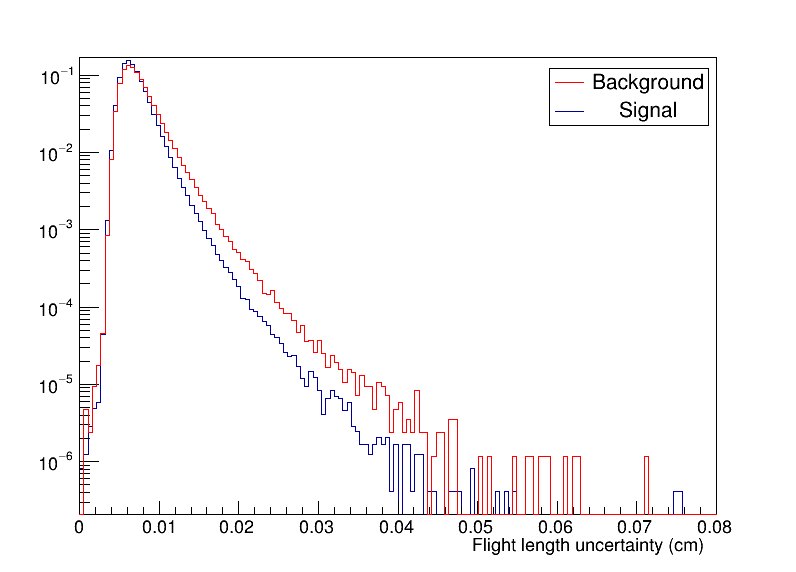 10⁻¹
10⁻²
10⁻³
10⁻⁴
10⁻⁵
10⁻⁶
Background
Signal
0 0.01 0.02 0.03 0.04 0.05 0.06 0.07 0.08
Flight length uncertainty (cm)